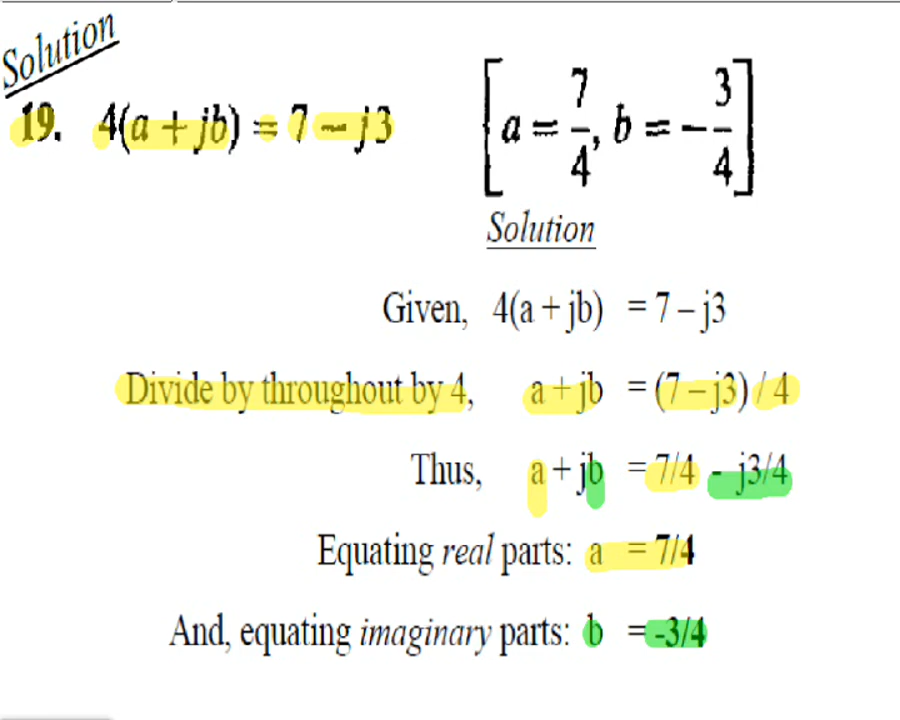 Solution
19. 4(a + jb) = 7 – j3 [a = 7/4, b = –3/4]
Solution
Given, 4(a + jb) = 7 – j3
Divide by throughout by 4, a + jb = (7 – j3) / 4
Thus, a + jb = 7/4 - j3/4
Equating real parts: a = 7/4
And, equating imaginary parts: b = -3/4